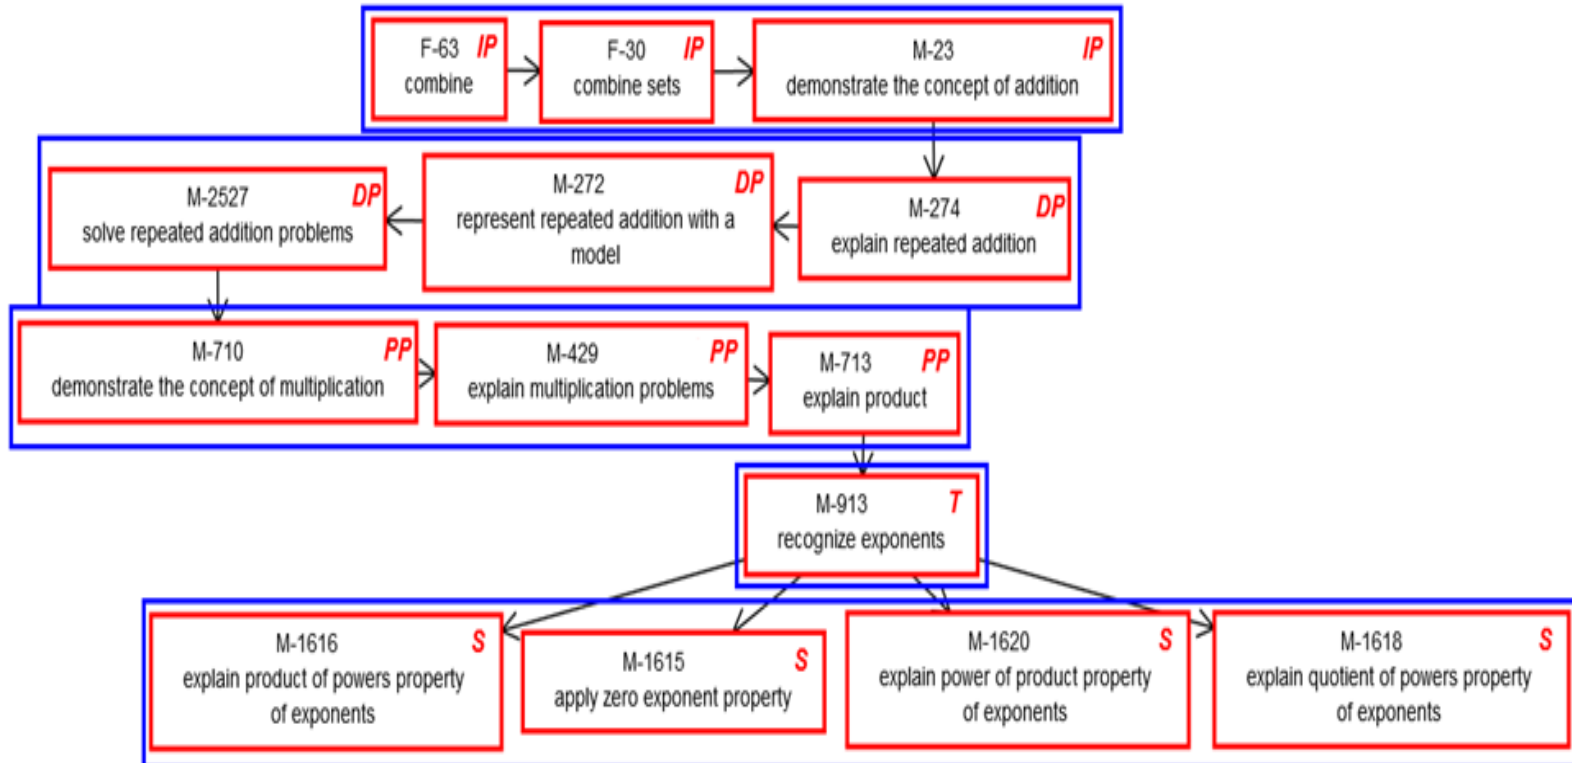 F-63 IP
combine
F-30 IP
combine sets
M-23 IP
demonstrate the concept of addition
M-2527 DP
solve repeated addition problems
M-272 DP
represent repeated addition with a
model
M-274 DP
explain repeated addition
M-710 PP
demonstrate the concept of multiplication
M-429 PP
explain multiplication problems
M-713 PP
explain product
M-913 T
recognize exponents
M-1616 S
explain product of powers property
of exponents
M-1615 S
apply zero exponent property
M-1620 S
explain power of product property
of exponents
M-1618 S
explain quotient of powers property
of exponents